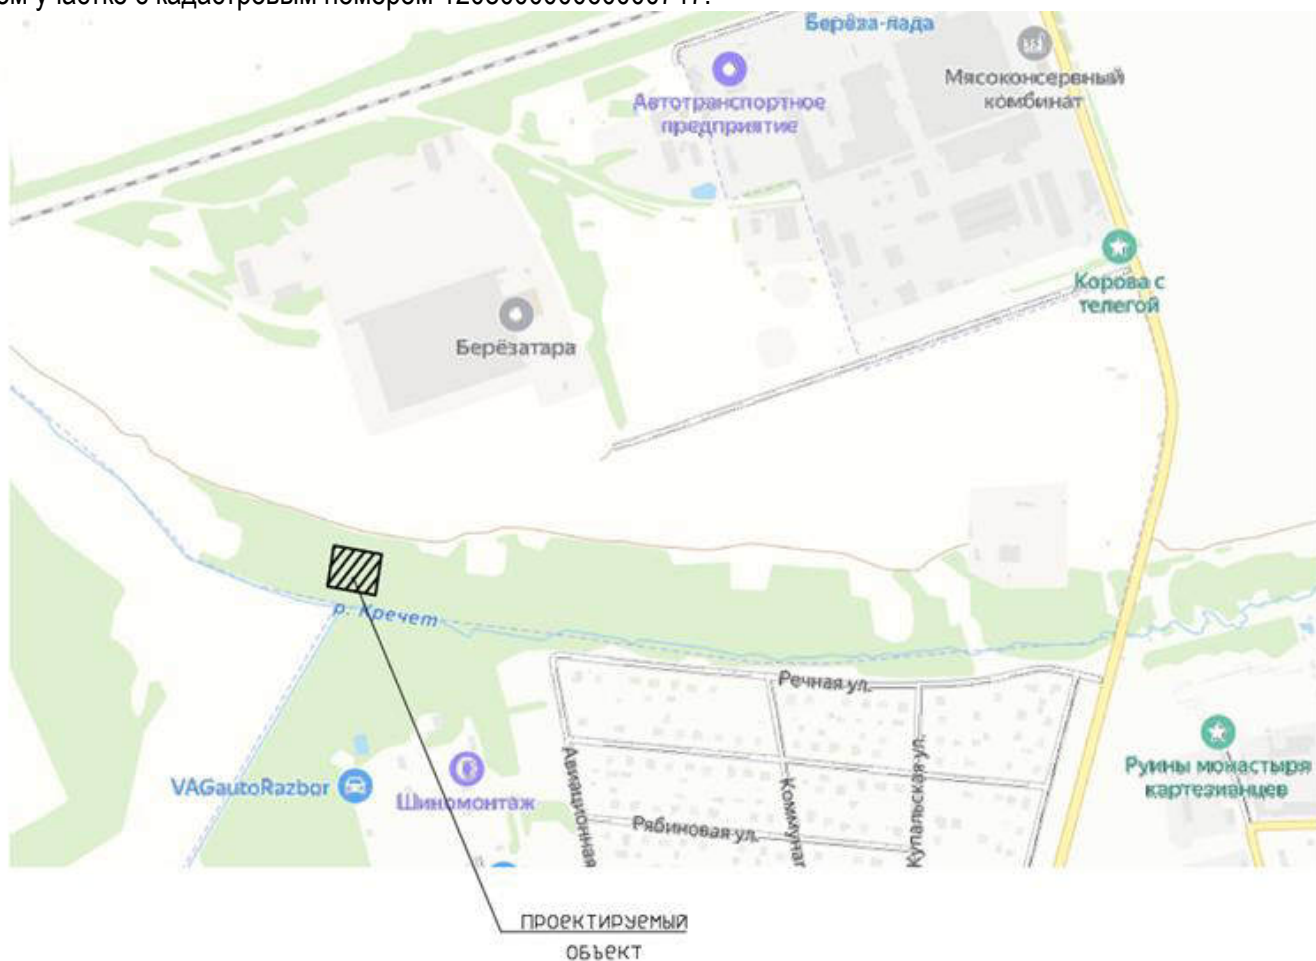 Берёза-лада
Мясоконсервный
комбинат
Автотранспортное
предприятие
Корова с
телегой
Берёзатара
р. Кречет
Речная ул.
Авиационная
Рябиновая ул.
Купальская ул.
VAGautoRazbor
Шиномонтаж
Руины монастыря
картезианцев
ПРОЕКТИРУЕМЫЙ
ОБЪЕКТ